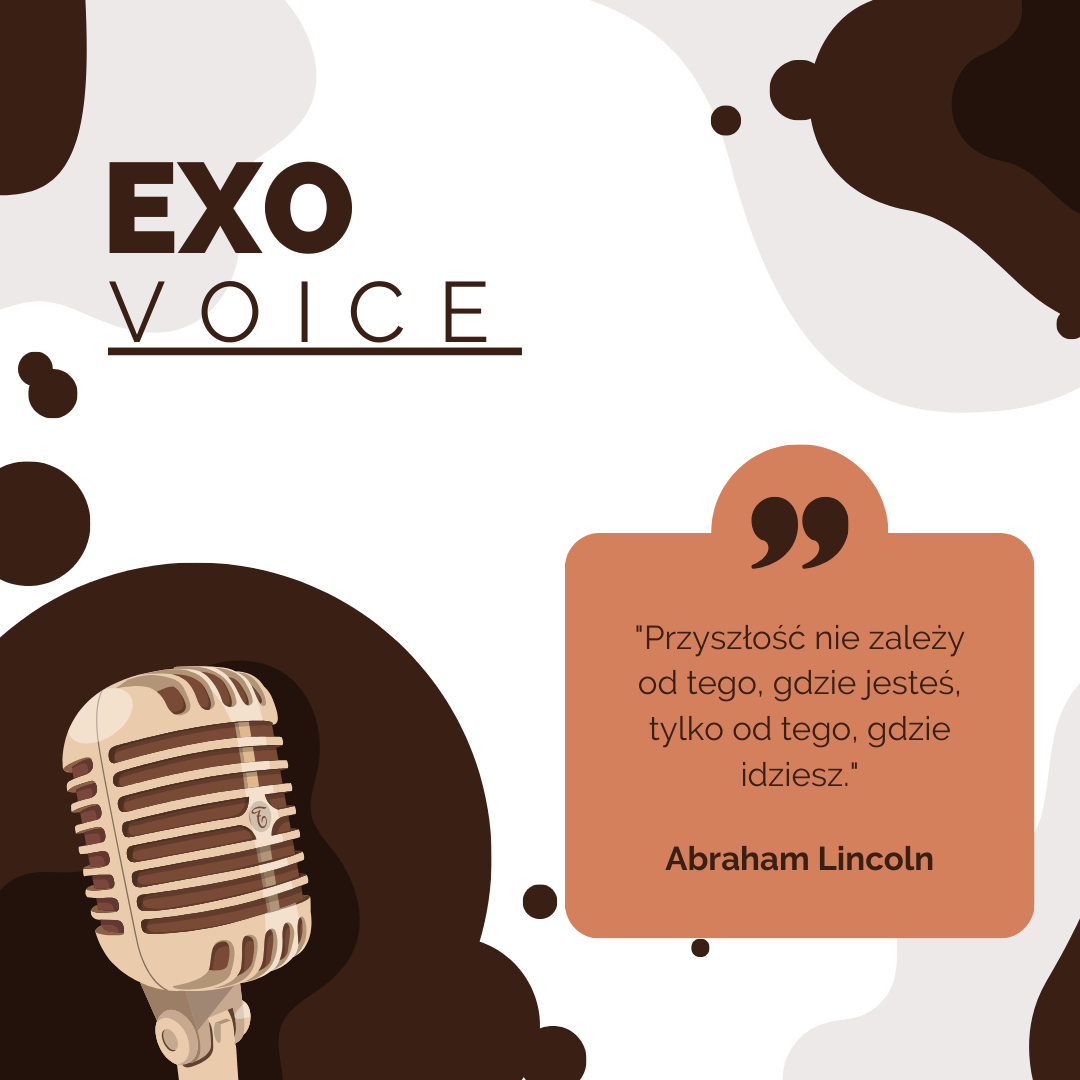 EXO
VOICE
"Przyszłość nie zależy
od tego, gdzie jesteś,
tylko od tego, gdzie
idziesz."
Abraham Lincoln